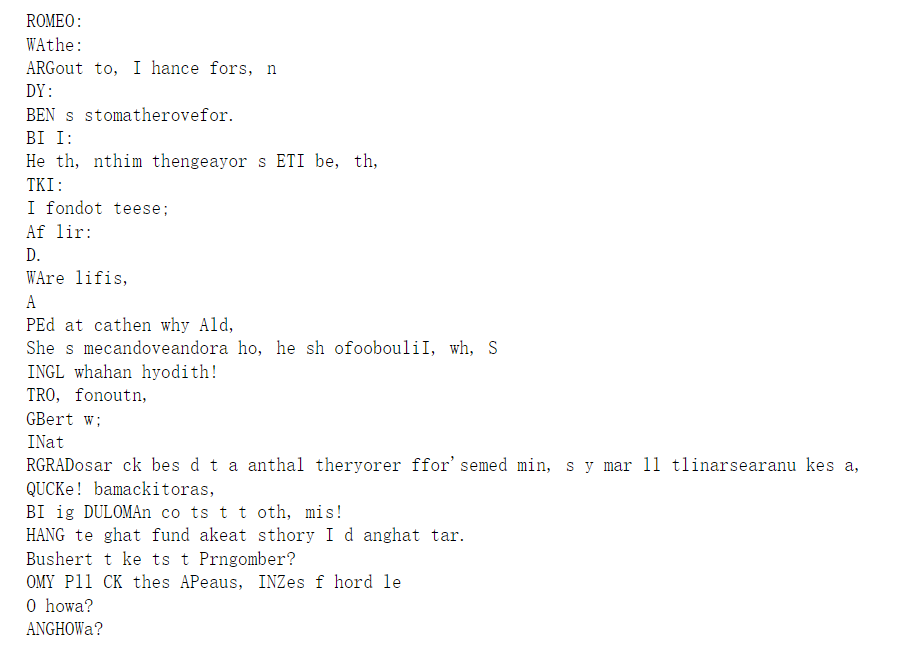 ROMEO:
WAthe:
ARGout to, I hance fors, n
DY:
BEN s stomatherovefor.
BI I:
He th, nthim thengeayor s ETI be, th,
TKI:
I fondot teese;
Af lir:
D.
WAre lifis,
A
PEd at cathen why Ald,
She s mecandoveandora ho, he sh ofoobouliI, wh, S
INGL whahan hyodith!
TRO, fonoutn,
GBert w;
INat
RGRADosar ck bes d t a anthal theryorer ffor'semed min, s y mar ll tlinarsearanu kes a,
QUCKe! bamackitoras,
BI ig DULOMAn co ts t t oth, mis!
HANG te ghat fund akeat sthory I d anghat tar.
Bushert t ke ts t Prngomber?
OMY Pll CK thes APeaus, INZes f hord le
O howa?
ANGHOWa?